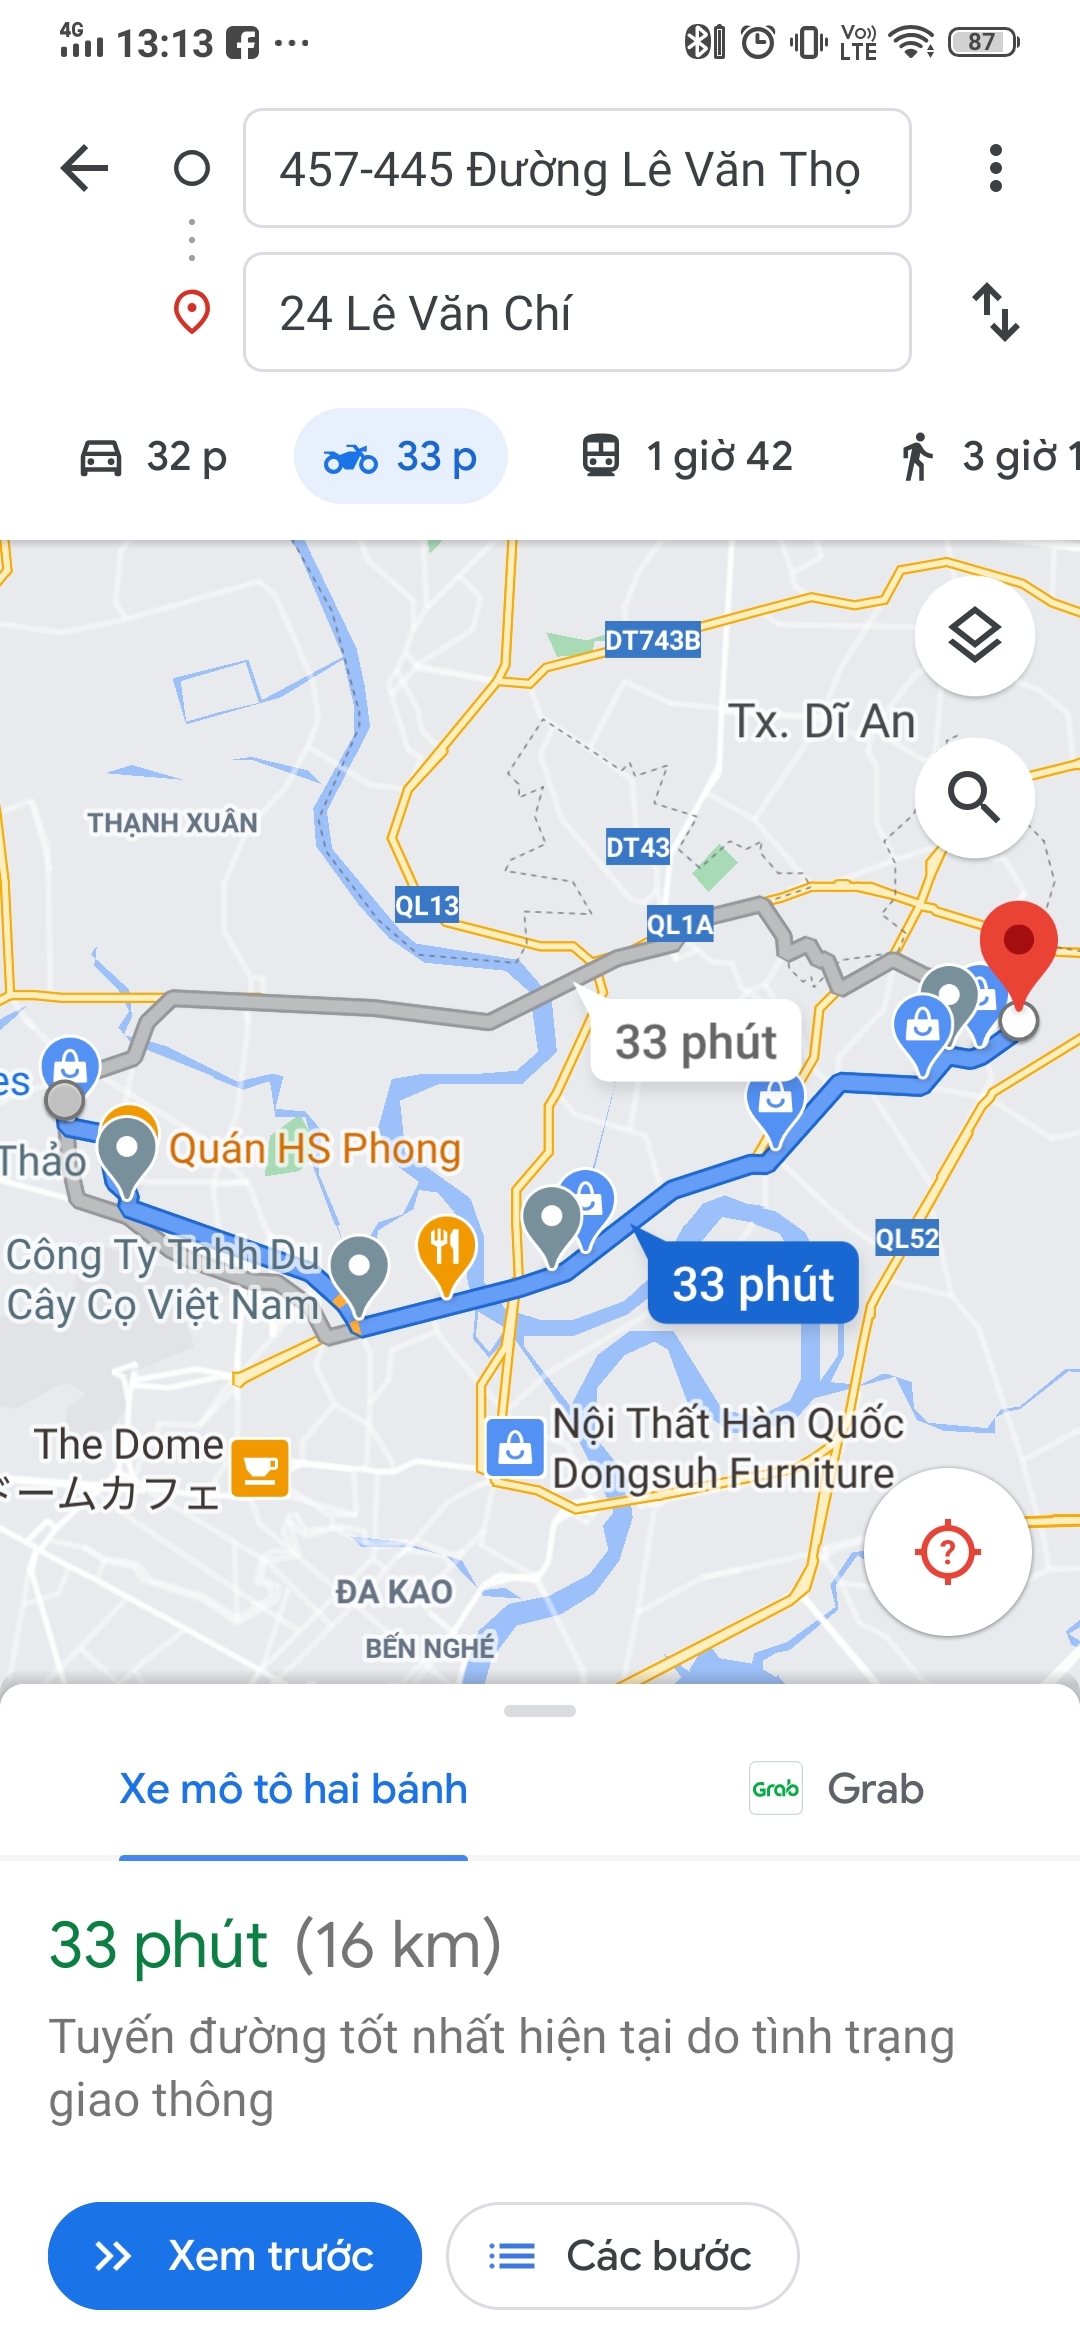 4G 13:13 ... Vo)) LTE 87
457-445 Đường Lê Văn Thọ
24 Lê Văn Chí
32 p 33 p 1 giờ 42 3 giờ 1
DT743B
Tx. Dĩ An
THẠNH XUÂN
DT43
QL13
QL1A
33 phút
es
Thảo
Quán HS Phong
Công Ty Tnhh Du
Cây Cọ Việt Nam
QL52
33 phút
Nội Thất Hàn Quốc
Dongsuh Furniture
The Dome
ドームカフェ
?
ĐA KAO
BẾN NGHÉ
Xe mô tô hai bánh
Grab Grab
33 phút (16 km)
Tuyến đường tốt nhất hiện tại do tình trạng
giao thông
Xem trước Các bước